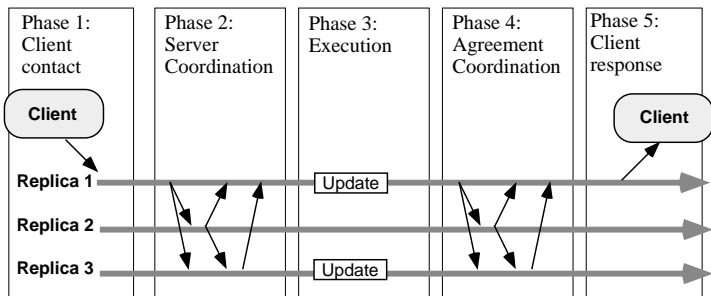 Phase 1:
Client
contact
Phase 2:
Server
Coordination
Phase 3:
Execution
Phase 4:
Agreement
Coordination
Phase 5:
Client
response
Client
Client
Replica 1
Update
Replica 2
Replica 3
Update